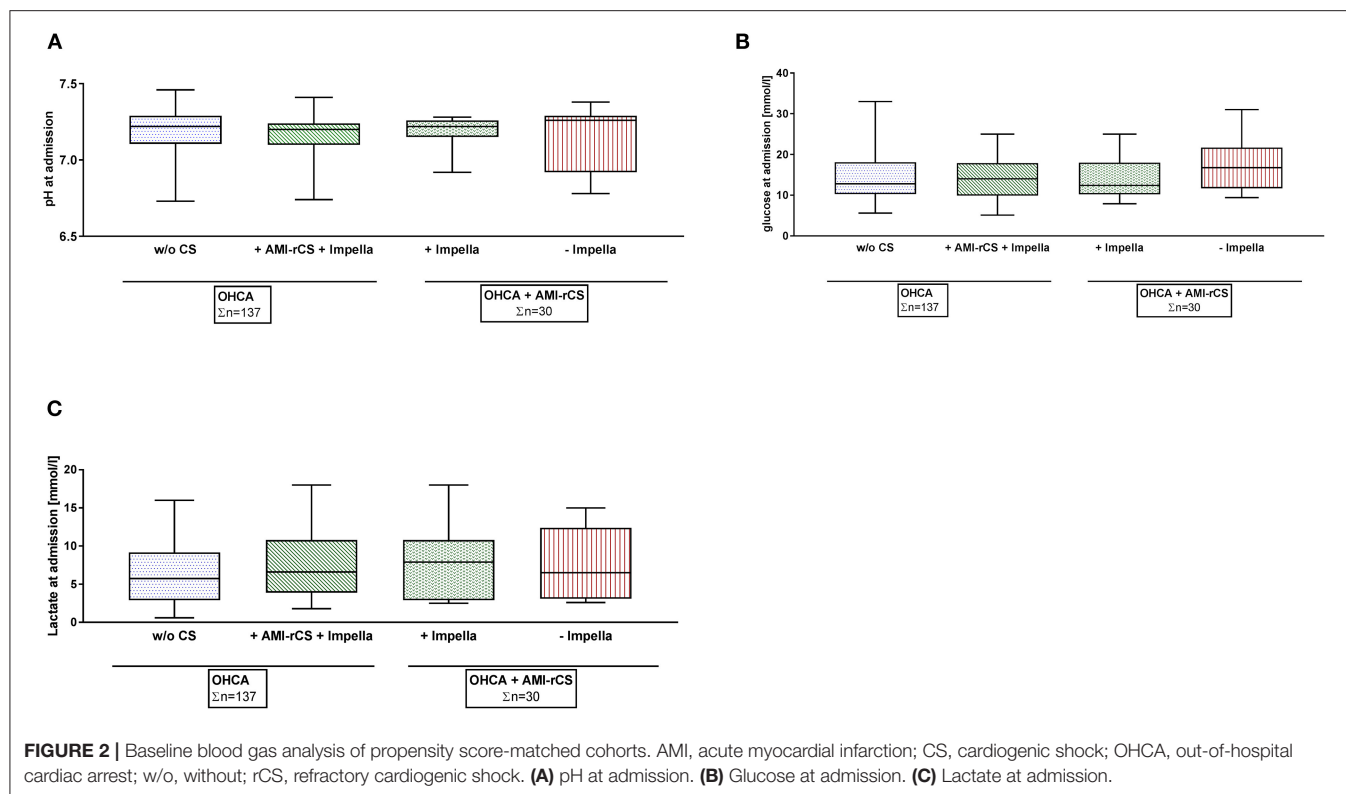 A
7.5
7.0
6.5
pH at admission
w/o CS
+ AMI-rCS + Impella
+ Impella
- Impella
OHCA
Σn=137
OHCA + AMI-rCS
Σn=30
B
40
30
20
10
0
glucose at admission [mmol/l]
w/o CS
+ AMI-rCS + Impella
+ Impella
- Impella
OHCA
Σn=137
OHCA + AMI-rCS
Σn=30
C
20
15
10
5
0
Lactate at admission [mmol/l]
w/o CS
+ AMI-rCS + Impella
+ Impella
- Impella
OHCA
Σn=137
OHCA + AMI-rCS
Σn=30
FIGURE 2 | Baseline blood gas analysis of propensity score-matched cohorts. AMI, acute myocardial infarction; CS, cardiogenic shock; OHCA, out-of-hospital
cardiac arrest; w/o, without; rCS, refractory cardiogenic shock. (A) pH at admission. (B) Glucose at admission. (C) Lactate at admission.